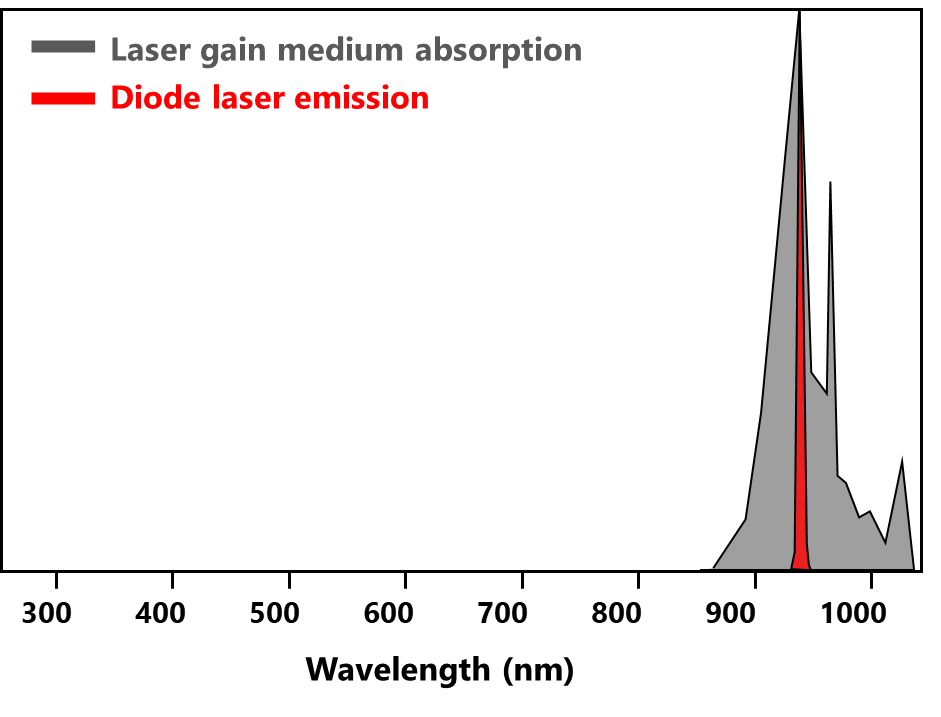 Laser gain medium absorption
Diode laser emission
300 400 500 600 700 800 900 1000
Wavelength (nm)